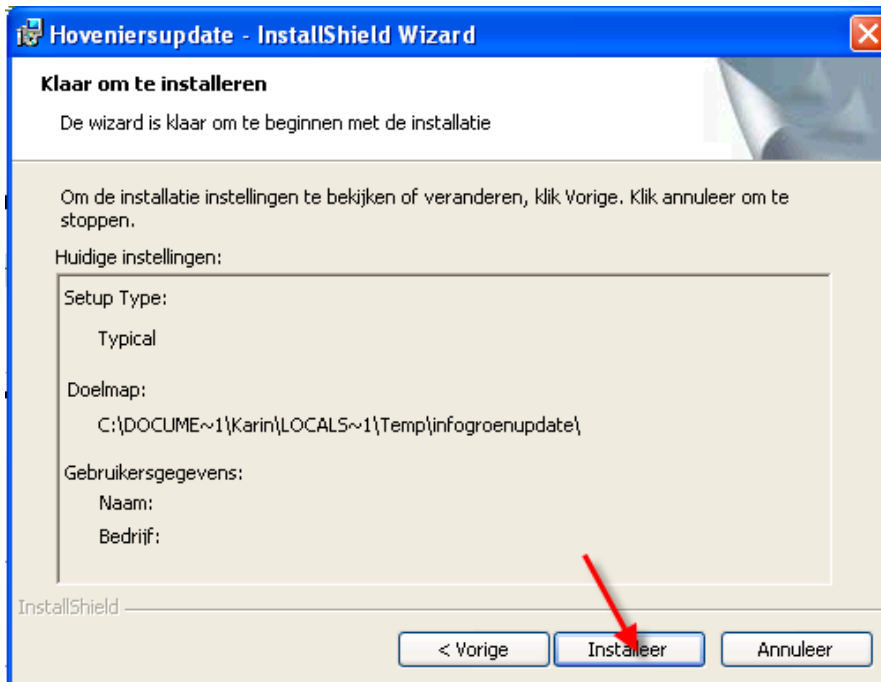 Hoveniersupdate - InstallShield Wizard
Klaar om te installeren
De wizard is klaar om te beginnen met de installatie
Om de installatie instellingen te bekijken of veranderen, klik Vorige. Klik annuleer om te
stoppen.
Huidige instellingen:
Setup Type:
Typical
Doelmap:
C:\DOCUME~1\Karin\LOCALS~1\Temp\infogroenupdate\
Gebruikersgegevens:
Naam:
Bedrijf:
InstallShield
< Vorige
Installeer
Annuleer